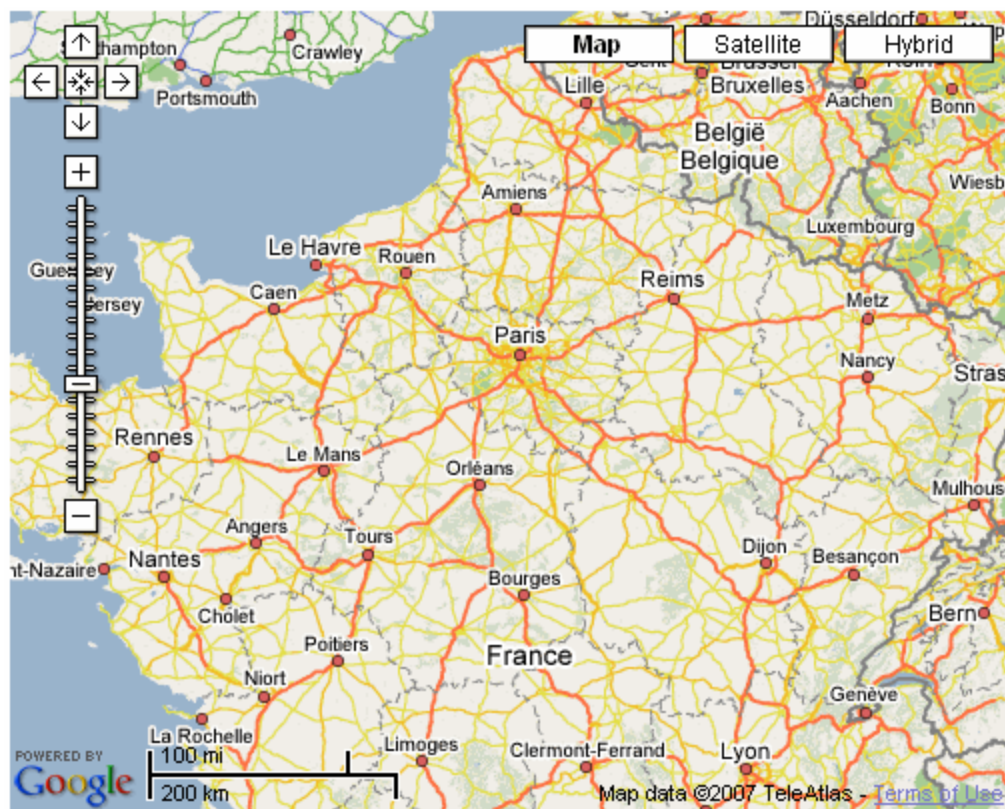 Düsseldorf
Crawley
Map
Satellite
Hybrid
Portsmouth
Lille
Bruxelles
Aachen
Bonn
België
Belgique
Amiens
Luxembourg
Le Havre
Rouen
Caen
Reims
Metz
Paris
Nancy
Rennes
Le Mans
Orléans
Angers
Tours
Nantes
Dijon
Besançon
Bourges
Cholet
Bern
Poitiers
France
Niort
Genève
La Rochelle
Limoges
Clermont-Ferrand
Lyon
POWERED BY
Google
100 mi
200 km
Map data ©2007 TeleAtlas - Terms of Use